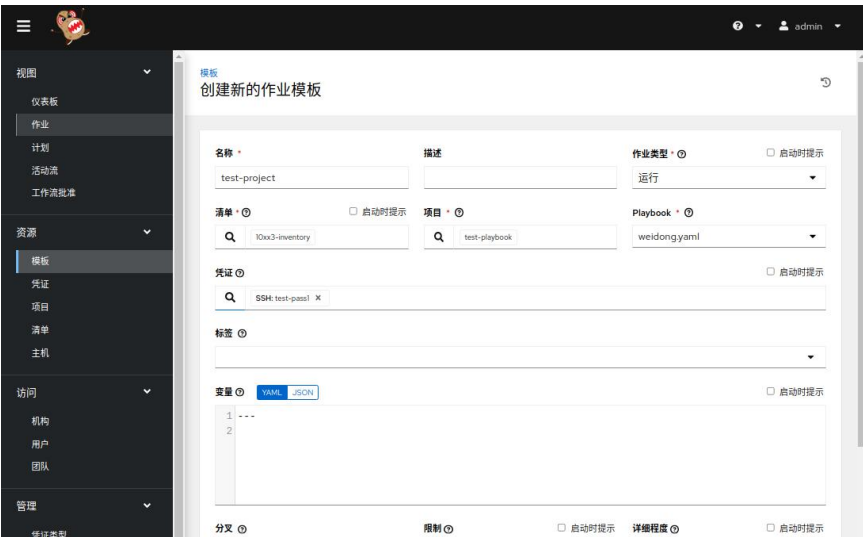 admin
视图
仪表板
作业
计划
活动流
工作流批准
资源
模板
凭证
项目
清单
主机
访问
机构
用户
团队
管理
凭证类型
模板
创建新的作业模板
名称 * 描述 作业类型 * 启动时提示
test-project 运行
清单 * 启动时提示 项目 * Playbook *
10xx3-inventory test-playbook weidong.yaml
凭证 启动时提示
SSH: test-pass1 X
标签
变量 YAML JSON 启动时提示
1 ---
2
分叉 限制 启动时提示 详细程度 启动时提示